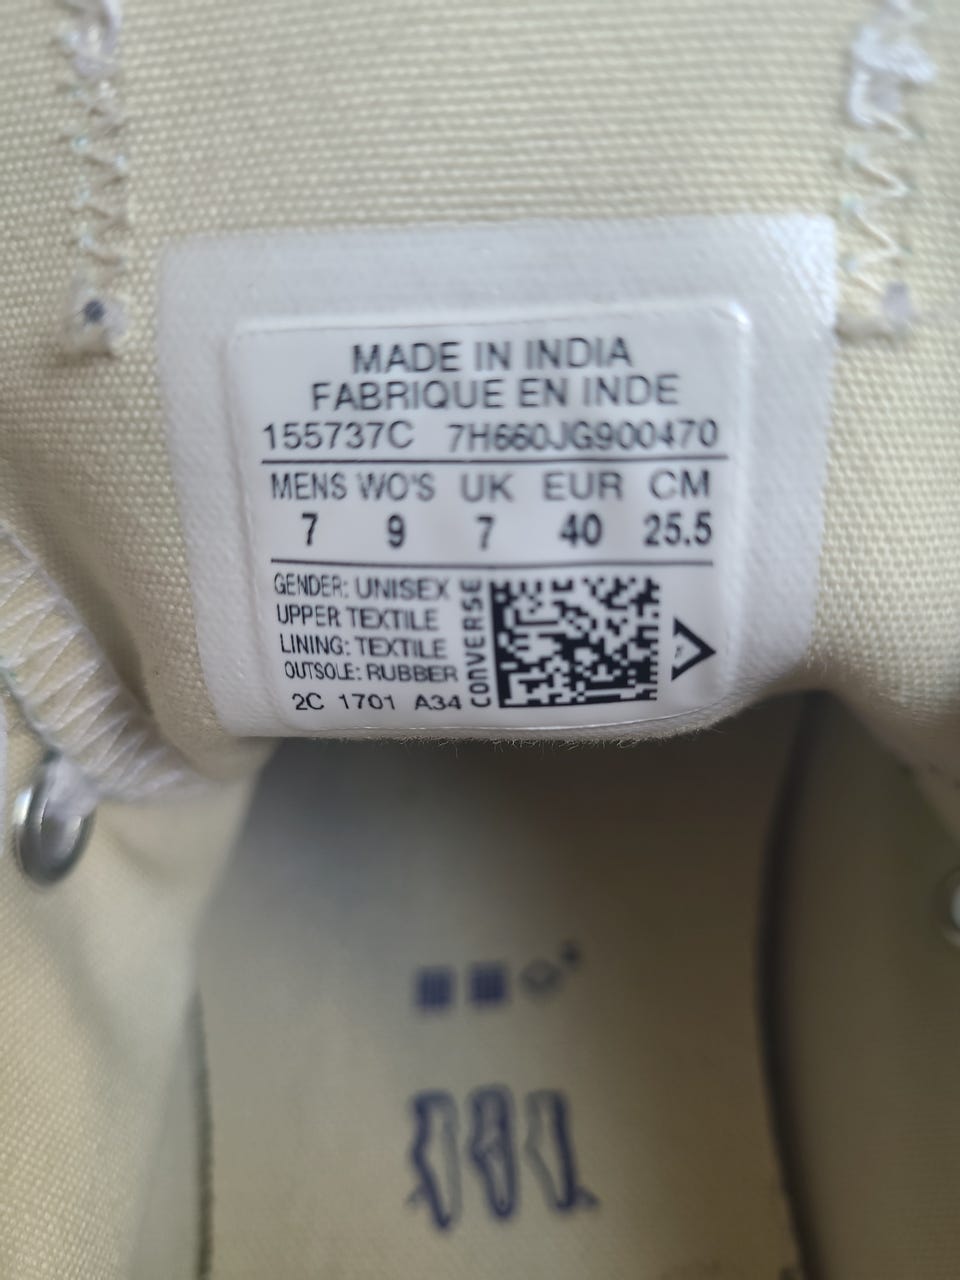 MADE IN INDIA
FABRIQUE EN INDE
155737C 7H660JG900470
MENS WO'S UK EUR CM
7 9 7 40 25.5
GENDER: UNISEX
UPPER TEXTILE
LINING: TEXTILE
OUTSOLE: RUBBER
2C 1701 A34
CONVERSE